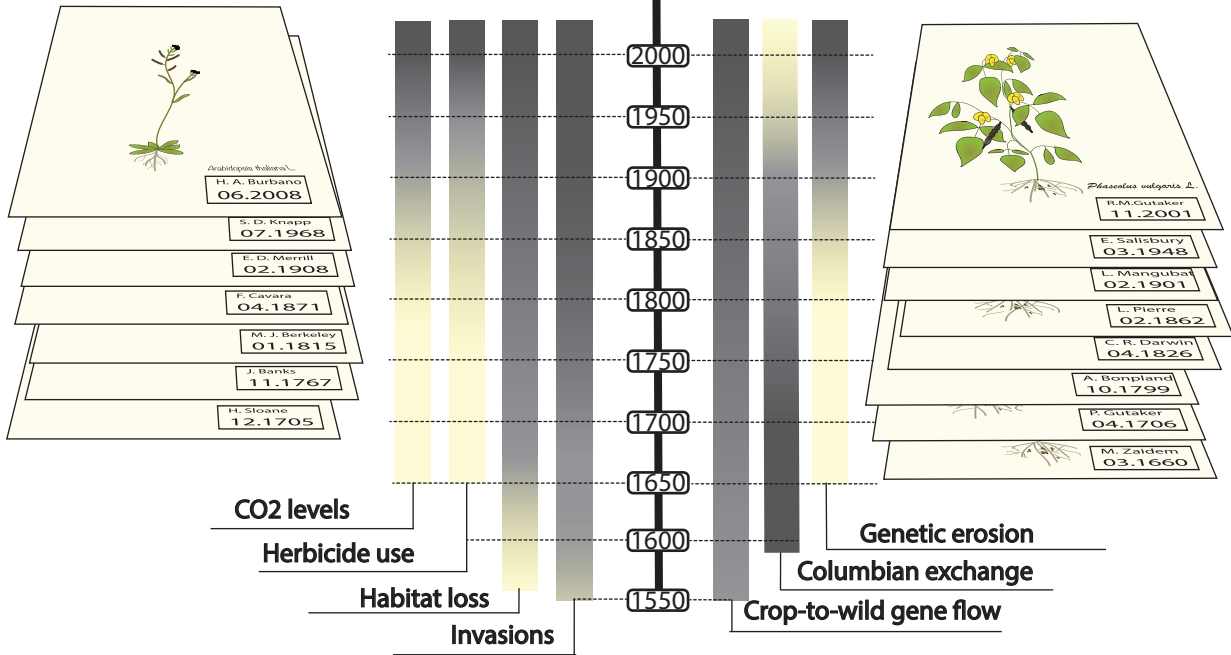 Arabidopsis thaliana L.
H. A. Burbano
06.2008
S. D. Knapp
07.1968
E. D. Merrill
02.1908
F. Cavara
04.1871
M. J. Berkeley
01.1815
J. Banks
11.1767
H. Sloane
12.1705
2000
1950
1900
1850
1800
1750
1700
1650
1600
1550
CO2 levels
Herbicide use
Habitat loss
Invasions
Genetic erosion
Columbian exchange
Crop-to-wild gene flow
Phaseolus vulgaris L.
R.M.Gutaker
11.2001
E. Salisbury
03.1948
L. Mangubat
02.1901
L. Pierre
02.1862
C. R. Darwin
04.1826
A. Bonpland
10.1799
P. Gutaker
04.1706
M. Zaidem
03.1660